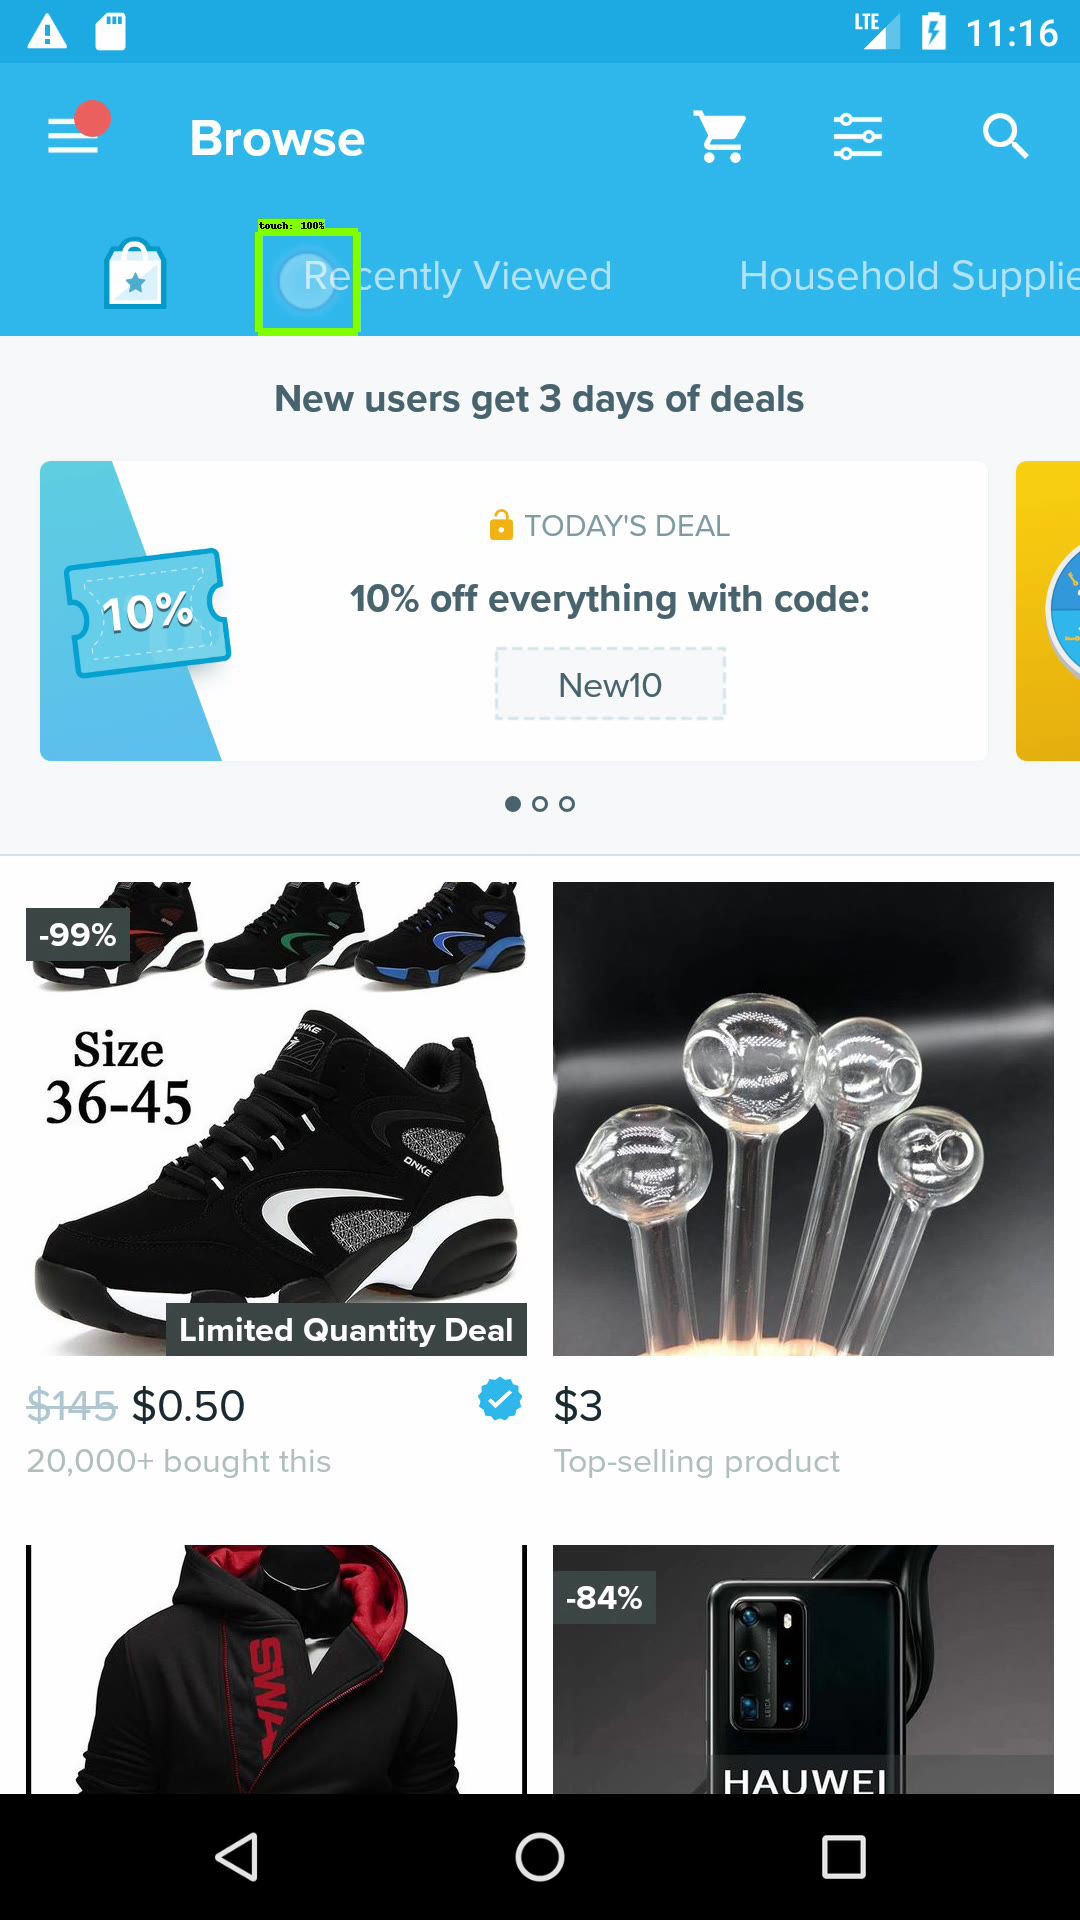 LTE 11:16
Browse
touch: 100%
Recently Viewed Household Supplie
New users get 3 days of deals
TODAY'S DEAL
10% off everything with code:
10%
New10
-99%
ONKE
Size
36-45
ONKE
Limited Quantity Deal
$145 $0.50
$3
20,000+ bought this
Top-selling product
-84%
SWA
LEICA
HAUWEI